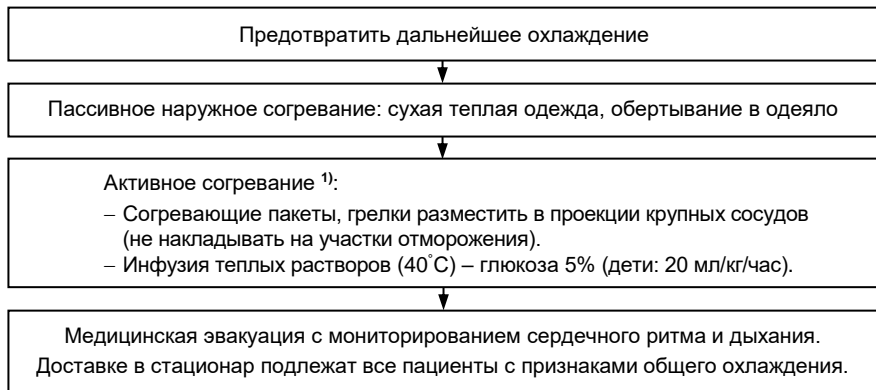 Предотвратить дальнейшее охлаждение
Пассивное наружное согревание: сухая теплая одежда, обертывание в одеяло
Активное согревание ¹⁾:
– Согревающие пакеты, грелки разместить в проекции крупных сосудов
(не накладывать на участки отморожения).
– Инфузия теплых растворов (40°С) – глюкоза 5% (дети: 20 мл/кг/час).
Медицинская эвакуация с мониторированием сердечного ритма и дыхания.
Доставке в стационар подлежат все пациенты с признаками общего охлаждения.